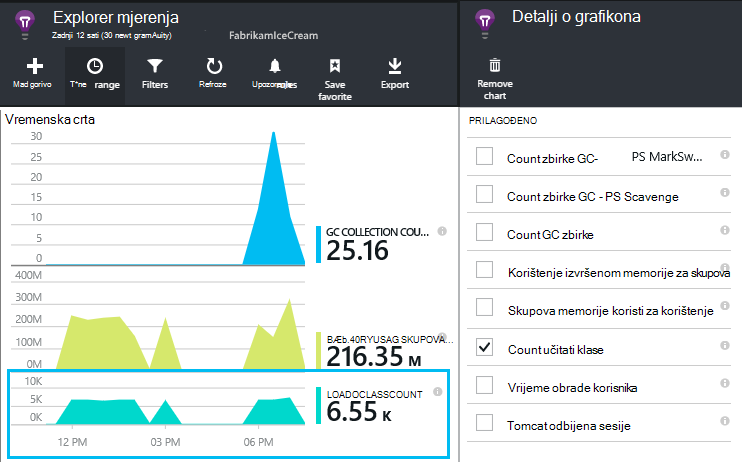 Explorer mjerenja
Zadnji 12 sati (30 newt gramAuity)
FabrikamIceCream
Mad gorivo
T*ne range
Filters
Refroze
Save favorite
Export
Vremenska crta
30
25
20
15
10
5
0
GC COLLECTION COU...
25.16
400M
300M
200M
100M
0M
216.35 M
10K
5K
0K
LOADOCLASSCOUNT
6.55 K
12 PM
03 PM
06 PM
Detalji o grafikona
Remove
chart
PRILAGOĐENO
Count zbirke GC- PS MarkSw...
Count zbirke GC - PS Scavenge
Count GC zbirke
Korištenje izvršenom memorije za skupova
Skupova memorije koristi za korištenje
Count učitati klase
Vrijeme obrade korisnika
Tomcat odbijena sesije